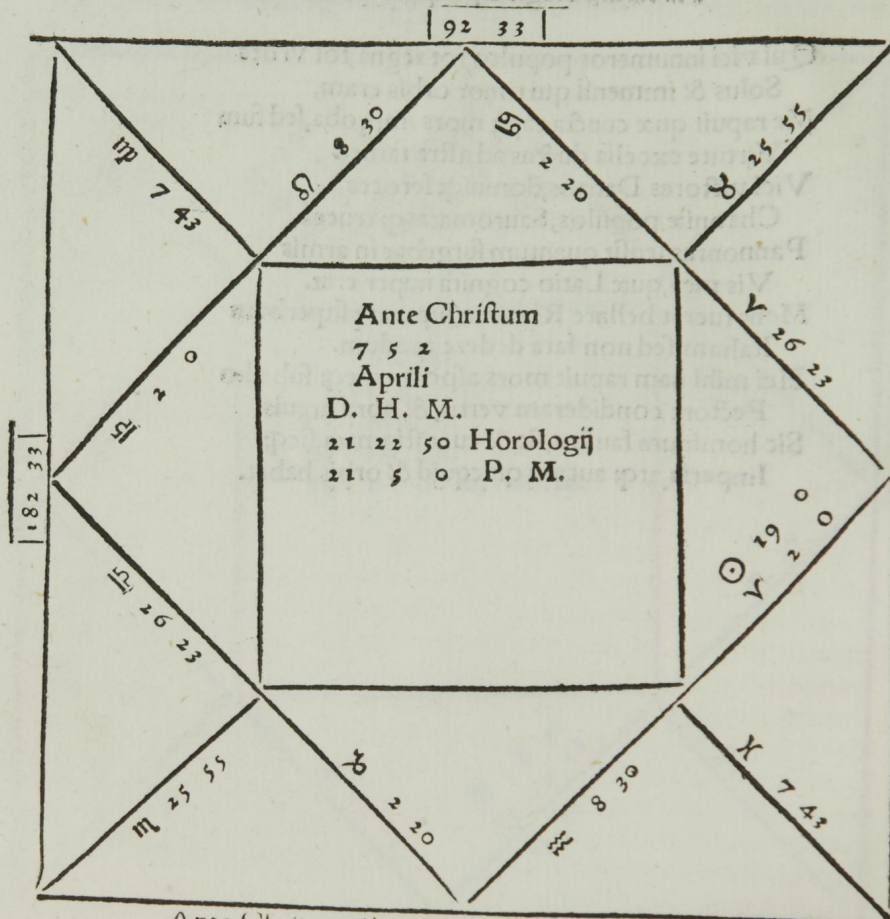 92 33
♍ 7 43
♌ 8 30
♋ 2 20
♉ 25 55
♎ 2 0
Ante Chriſtum
7 5 2
Aprili
D. H. M.
21 22 50 Horologij
21 5 0 P. M.
♈ 26 23
182 33
☉ 19 0
♈ 2 0
♎ 26 23
♏ 25 55
♑ 2 20
♒ 8 30
♓ 7 43